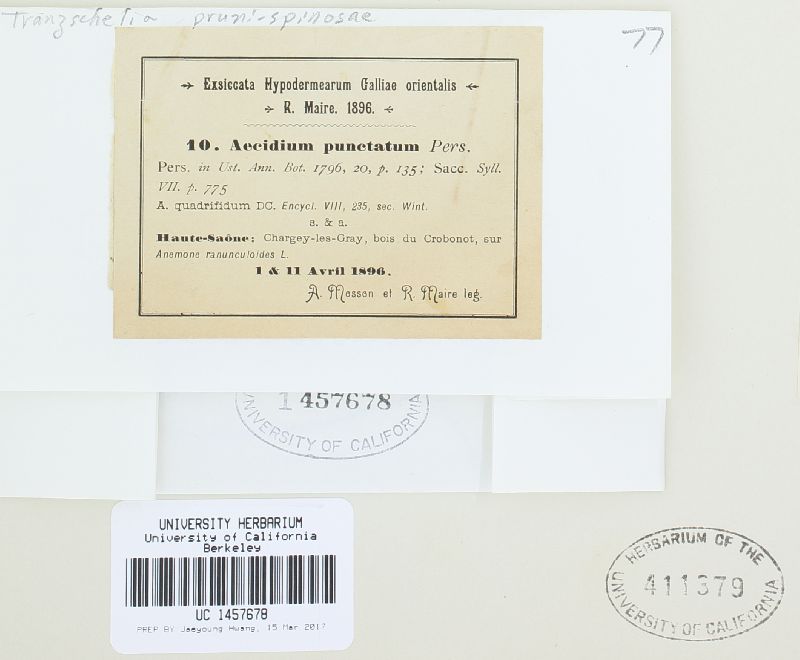 Tranzschelia pruni-spinosae
77
Exsiccata Hypodermearum Galliae orientalis
R. Maire. 1896.
10. Aecidium punctatum Pers.
Pers. in Ust. Ann. Bot. 1796, 20, p. 135; Sacc. Syll.
VII. p. 775
A. quadrifidum DC. Encycl. VIII, 235, sec. Wint.
s. & a.
Haute-Saône: Chargey-les-Gray, bois du Crobonot, sur
Anemone ranunculoides L.
1 & 11 Avril 1896.
A. Masson et R. Maire leg.
1457678
UNIVERSITY OF CALIFORNIA
UNIVERSITY HERBARIUM
University of California
Berkeley
UC 1457678
PREP BY: Jaeyoung Hwang, 15 Mar 2017
HERBARIUM OF THE
411379
UNIVERSITY OF CALIFORNIA